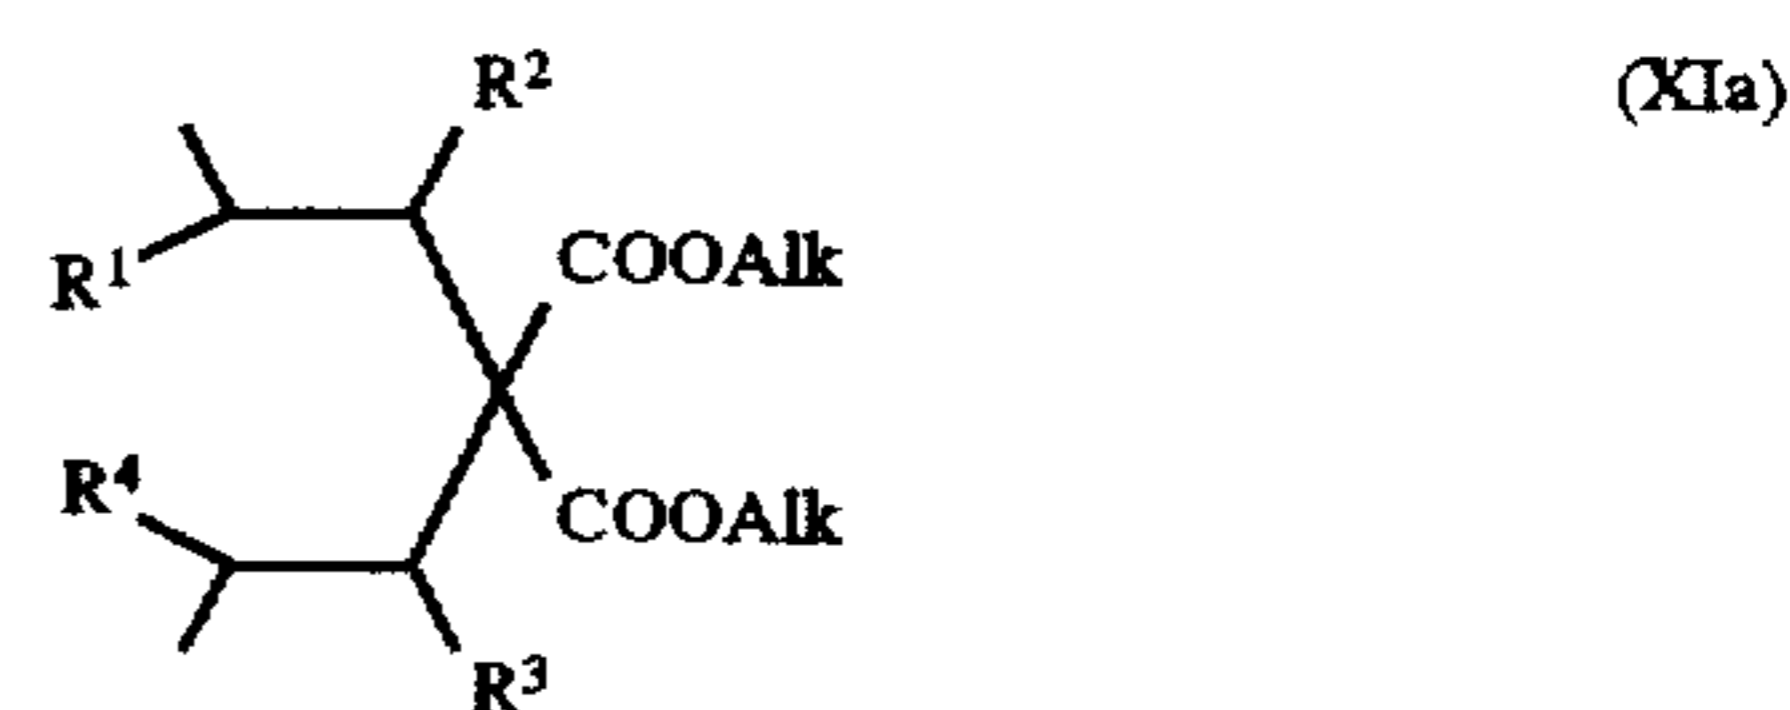 R² (XIa)
R¹ COOAlk
R⁴ COOAlk
R³